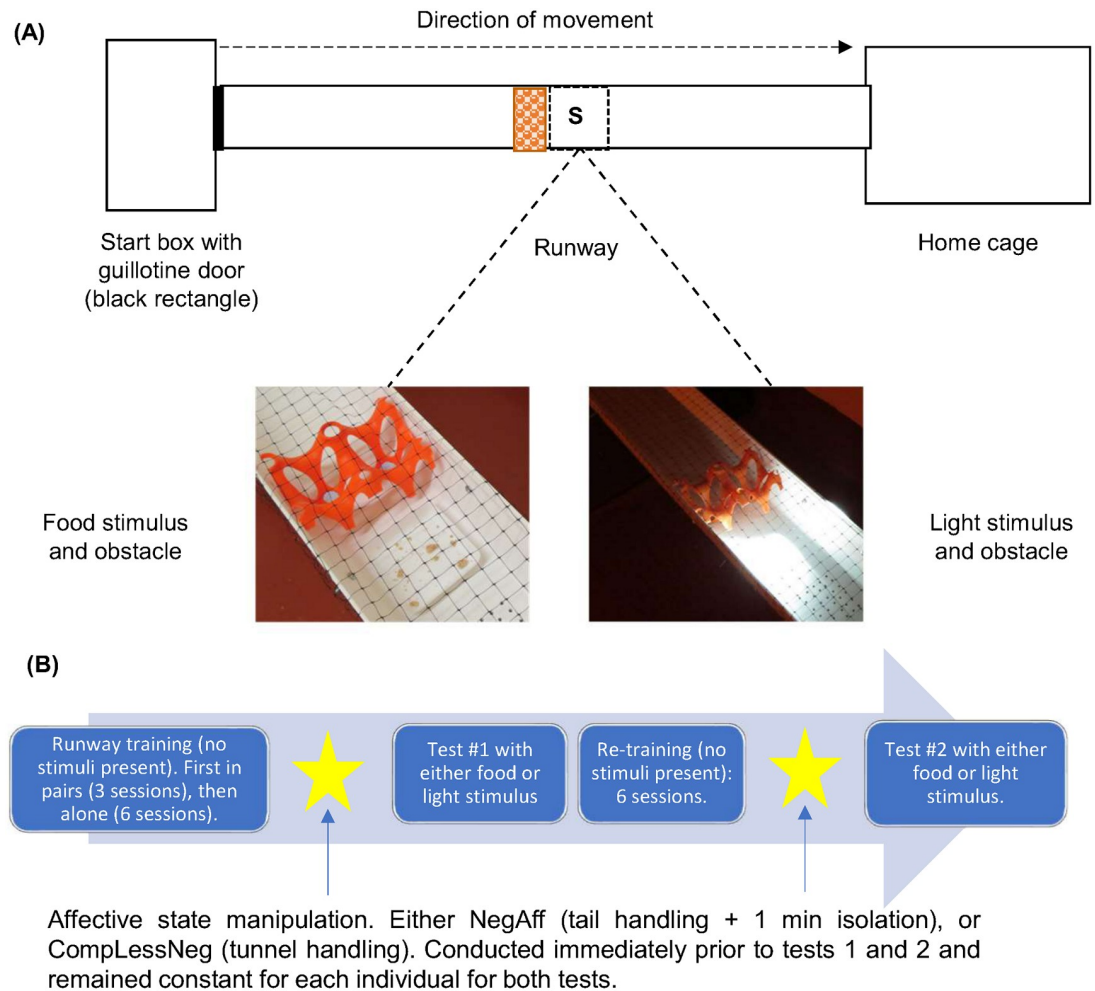 (A)
Direction of movement
S
Start box with
guillotine door
(black rectangle)
Runway
Home cage
Food stimulus
and obstacle
Light stimulus
and obstacle
(B)
Runway training (no
stimuli present). First in
pairs (3 sessions), then
alone (6 sessions).
Test #1 with
either food or
light stimulus
Re-training (no
stimuli present):
6 sessions.
Test #2 with either
food or light
stimulus.
Affective state manipulation. Either NegAff (tail handling + 1 min isolation), or
CompLessNeg (tunnel handling). Conducted immediately prior to tests 1 and 2 and
remained constant for each individual for both tests.